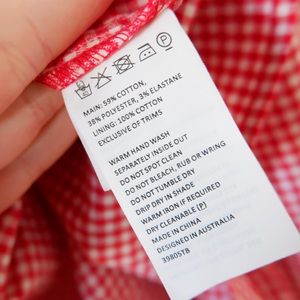 MAIN: 59% COTTON,
38% POLYESTER, 3% ELASTANE
LINING: 100% COTTON
EXCLUSIVE OF TRIMS
WARM HAND WASH
SEPARATELY INSIDE OUT
DO NOT SPOT CLEAN
DO NOT BLEACH, RUB OR WRING
DO NOT TUMBLE DRY
DRIP DRY IN SHADE
WARM IRON IF REQUIRED
DRY CLEANABLE (P)
MADE IN CHINA
DESIGNED IN AUSTRALIA
3980STB